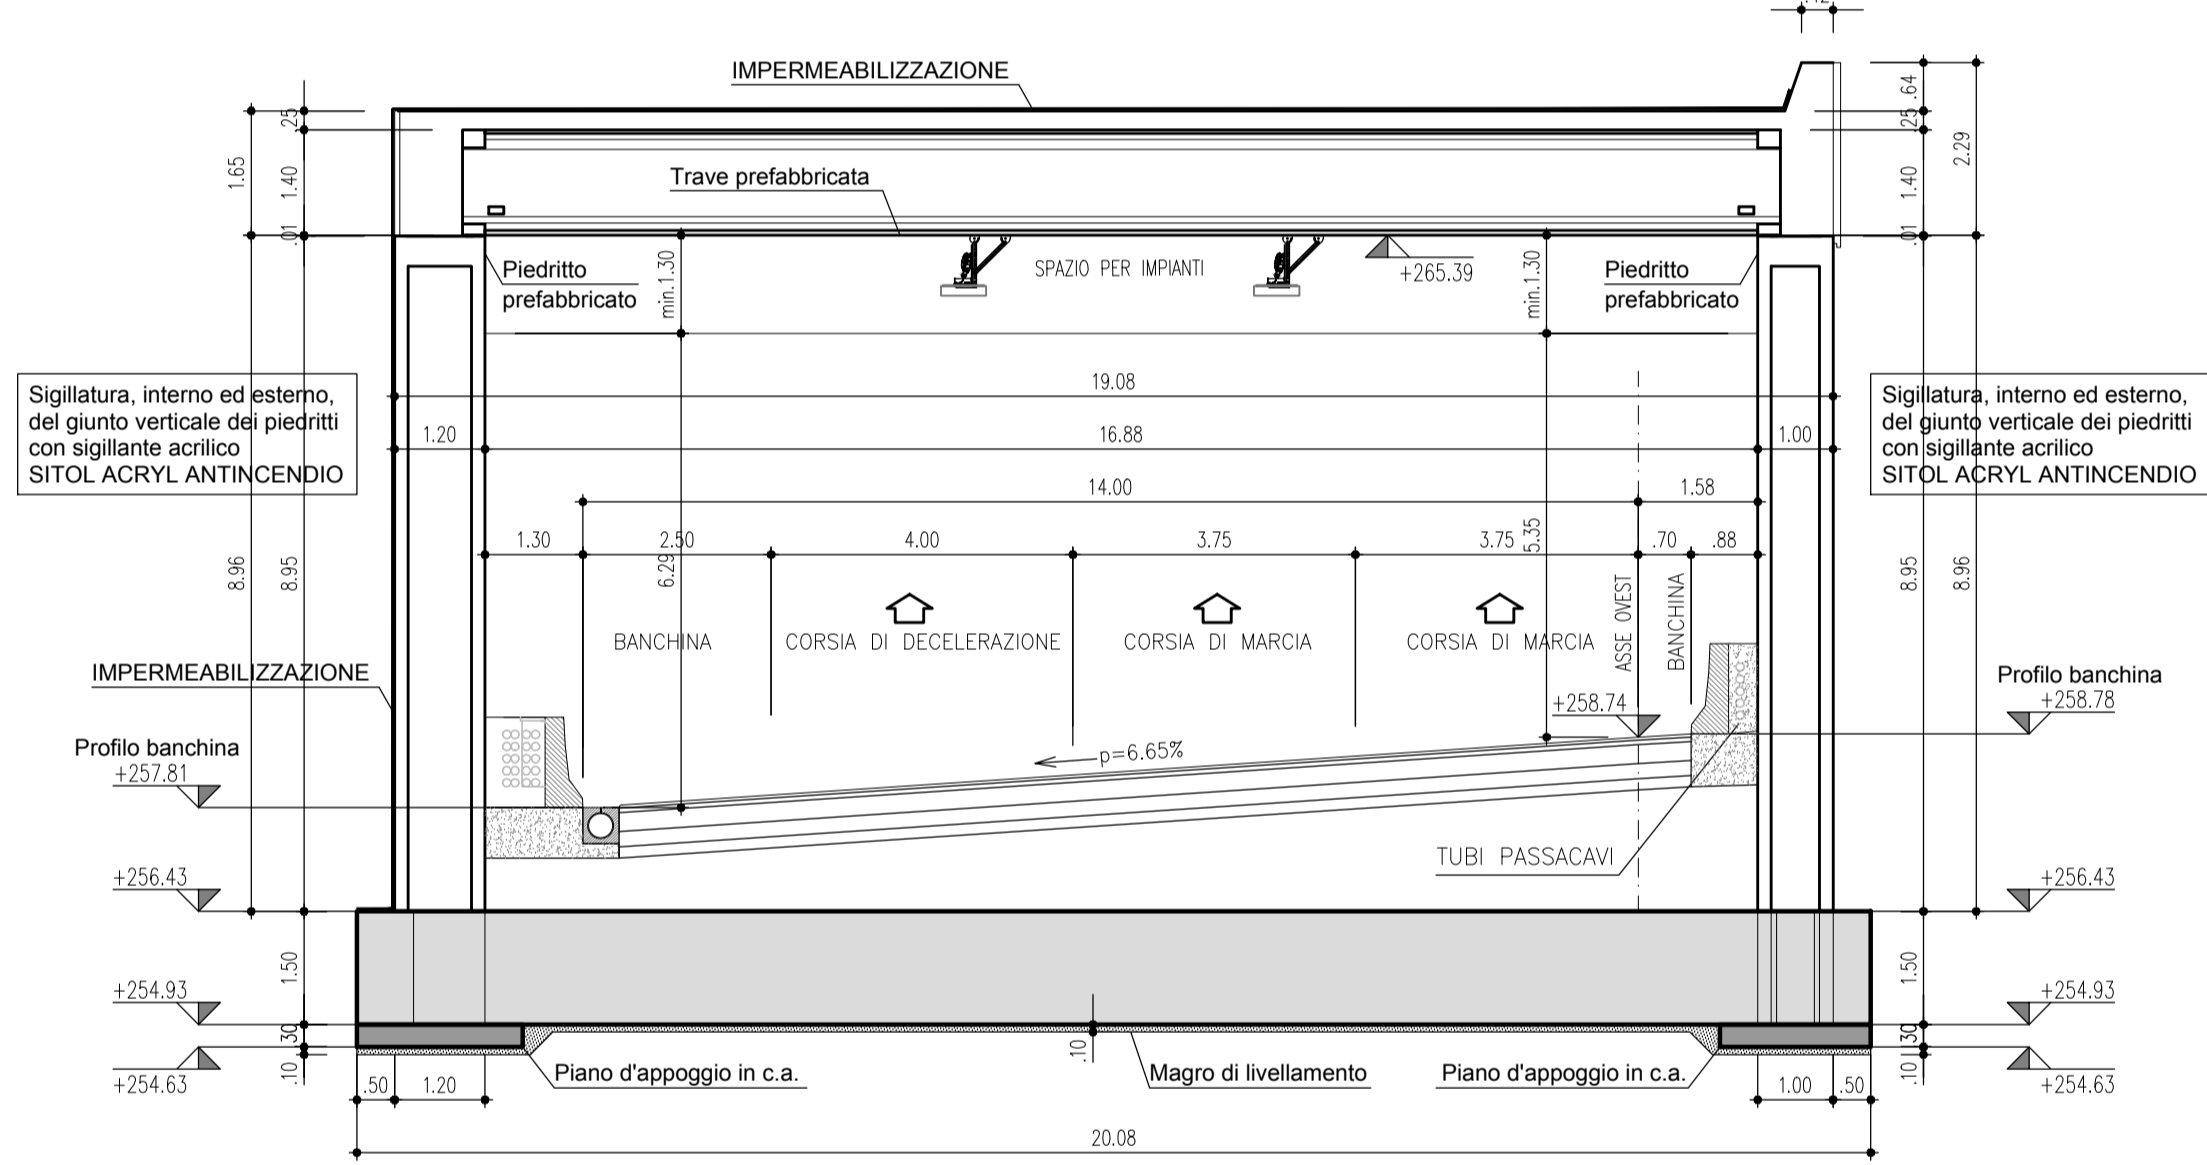 IMPERMEABILIZZAZIONE
.25
.64
.25
2.29
1.65
1.40
1.40
Trave prefabbricata
.01
.01
Piedritto
prefabbricato
min.1.30
SPAZIO PER IMPIANTI
+265.39
min.1.30
Piedritto
prefabbricato
19.08
Sigillatura, interno ed esterno,
del giunto verticale dei piedritti
con sigillante acrilico
SITOL ACRYL ANTINCENDIO
1.20
16.88
1.00
Sigillatura, interno ed esterno,
del giunto verticale dei piedritti
con sigillante acrilico
SITOL ACRYL ANTINCENDIO
14.00
1.58
1.30
2.50
4.00
3.75
3.75
.70
.88
8.96
8.95
6.29
5.35
8.95
8.96
BANCHINA
CORSIA DI DECELERAZIONE
CORSIA DI MARCIA
CORSIA DI MARCIA
ASSE OVEST
BANCHINA
IMPERMEABILIZZAZIONE
Profilo banchina
+258.78
+258.74
Profilo banchina
+257.81
p=6.65%
TUBI PASSACAVI
+256.43
+256.43
1.50
1.50
+254.93
+254.93
.30
.30
.10
.10
.10
+254.63
+254.63
Piano d'appoggio in c.a.
Magro di livellamento
Piano d'appoggio in c.a.
.50
1.20
1.00
.50
20.08